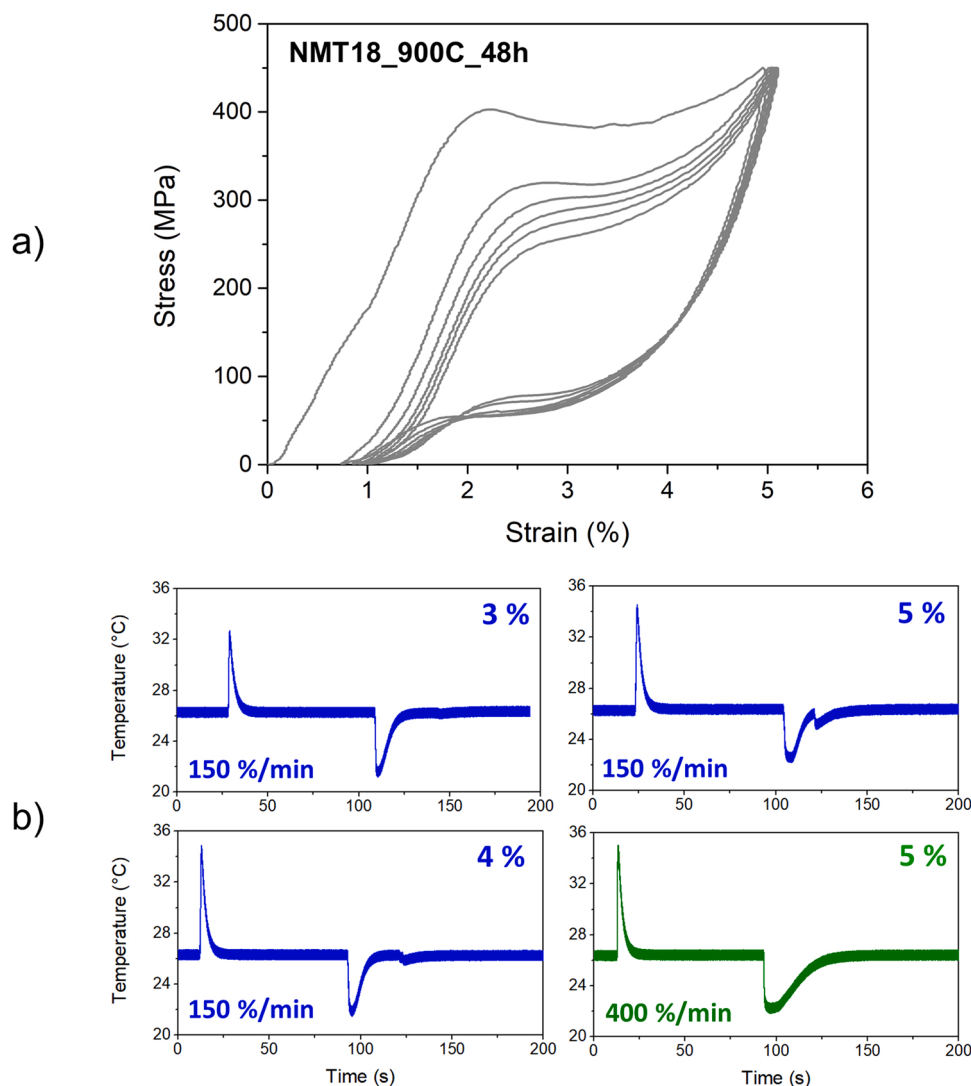 a)
NMT18_900C_48h
Stress (MPa)
500
400
300
200
100
0
0 1 2 3 4 5 6
Strain (%)
b)
Temperature (°C)
36
32
28
24
20
3 %
150 %/min
0 50 100 150 200
36
32
28
24
20
5 %
150 %/min
0 50 100 150 200
Temperature (°C)
36
32
28
24
20
4 %
150 %/min
0 50 100 150 200
Time (s)
36
32
28
24
20
5 %
400 %/min
0 50 100 150 200
Time (s)